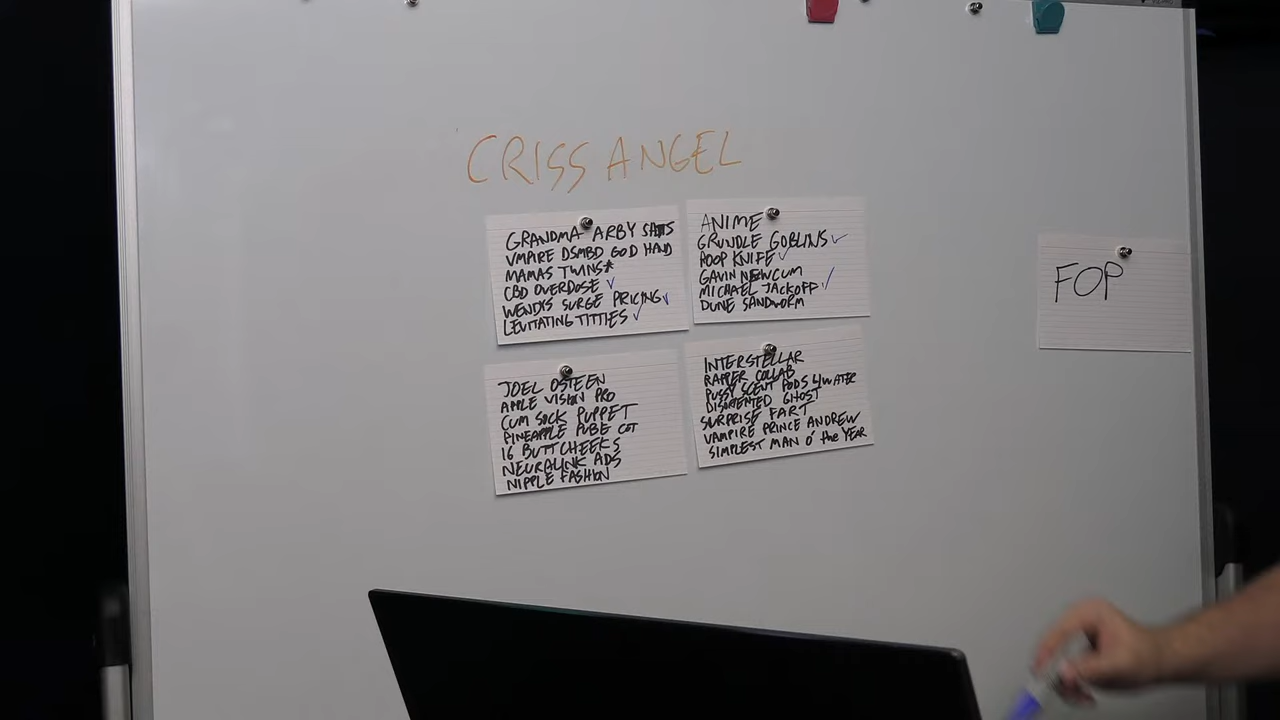 CRISS ANGEL
GRANDMA ARBY SHITS
VMPIRE DSMBD GOD HAND
MAMAS TWINS*
CBD OVERDOSE ✓
WENDYS SURGE PRICING ✓
LEVITATING TITTIES ✓
ANIME
GRUNDLE GOBLINS ✓
POOP KNIFE ✓
GAVIN NEWCUM
MICHAEL JACKOFF ✓
DUNE SANDWORM
JOEL OSTEEN
APPLE VISION PRO
CUM SOCK PUPPET
PINEAPPLE PUBE CUT
16 BUTTCHEEKS
NEURALINK ADS
NIPPLE FASHION
INTERSTELLAR
RAPPER COLLAB
PUSSY SCENT PODS 4/WATER
DISORIENTED GHOST
SURPRISE FART
VAMPIRE PRINCE ANDREW
SIMPLEST MAN O' the YEAR
FOP